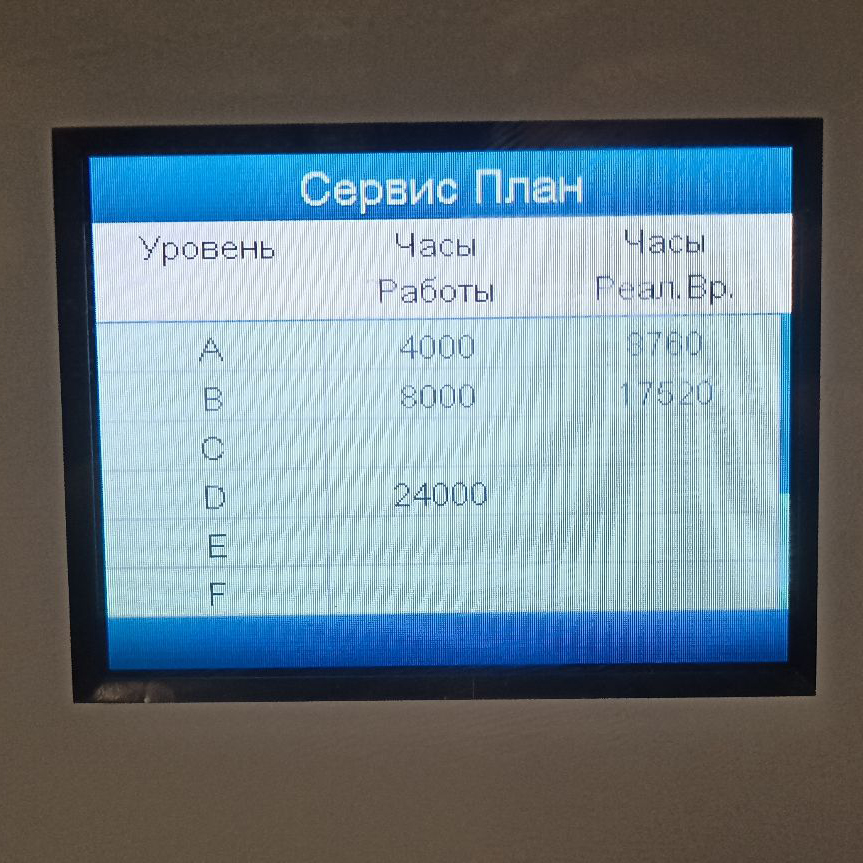 Сервис План
Уровень Часы Часы
Работы Реал.Вр.
A 4000 8760
B 8000 17520
C
D 24000
E
F